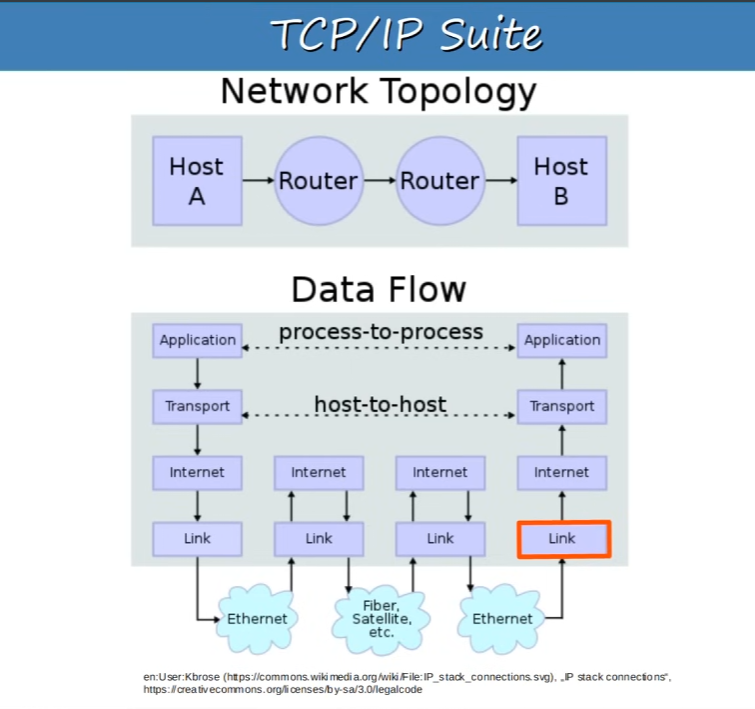 TCP/IP Suite
Network Topology
Host
A
Router
Router
Host
B
Data Flow
Application
process-to-process
Application
Transport
host-to-host
Transport
Internet
Internet
Internet
Internet
Link
Link
Link
Link
Ethernet
Fiber,
Satellite,
etc.
Ethernet
en:User:Kbrose (https://commons.wikimedia.org/wiki/File:IP_stack_connections.svg), „IP stack connections“,
https://creativecommons.org/licenses/by-sa/3.0/legalcode